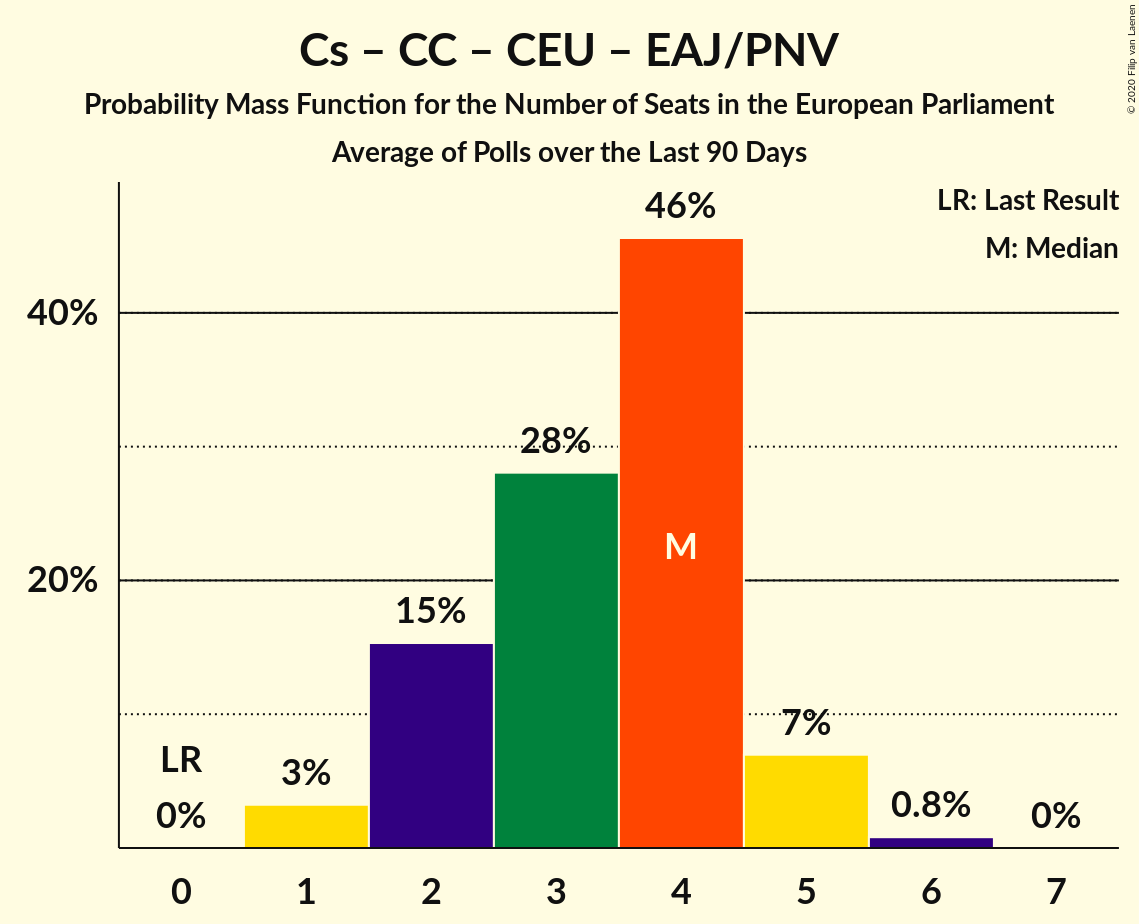 Cs – CC – CEU – EAJ/PNV
Probability Mass Function for the Number of Seats in the European Parliament
Average of Polls over the Last 90 Days
© 2020 Filip van Laenen
LR: Last Result
M: Median
46%
40%
28%
M
20%
15%
7%
LR
3%
0.8%
0%
0%
0 1 2 3 4 5 6 7